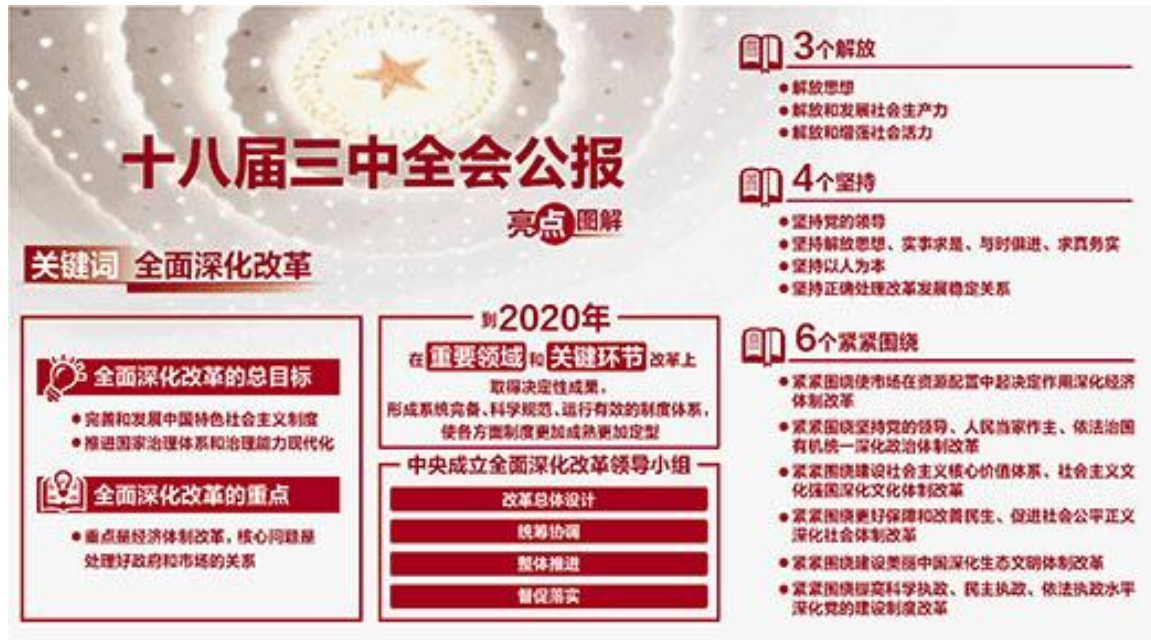 十八届三中全会公报
亮点图解
关键词 全面深化改革
全面深化改革的总目标
●完善和发展中国特色社会主义制度
●推进国家治理体系和治理能力现代化
全面深化改革的重点
●重点是经济体制改革，核心问题是
处理好政府和市场的关系
到2020年
在 重要领域 和 关键环节 改革上
取得决定性成果，
形成系统完备、科学规范、运行有效的制度体系，
使各方面制度更加成熟更加定型
中央成立全面深化改革领导小组
改革总体设计
统筹协调
整体推进
督促落实
3个解放
●解放思想
●解放和发展社会生产力
●解放和增强社会活力
4个坚持
●坚持党的领导
●坚持解放思想、实事求是、与时俱进、求真务实
●坚持以人为本
●坚持正确处理改革发展稳定关系
6个紧紧围绕
●紧紧围绕使市场在资源配置中起决定作用深化经济
体制改革
●紧紧围绕坚持党的领导、人民当家作主、依法治国
有机统一深化政治体制改革
●紧紧围绕建设社会主义核心价值体系、社会主义文
化强国深化文化体制改革
●紧紧围绕更好保障和改善民生、促进社会公平正义
深化社会体制改革
●紧紧围绕建设美丽中国深化生态文明体制改革
●紧紧围绕提高科学执政、民主执政、依法执政水平
深化党的建设制度改革